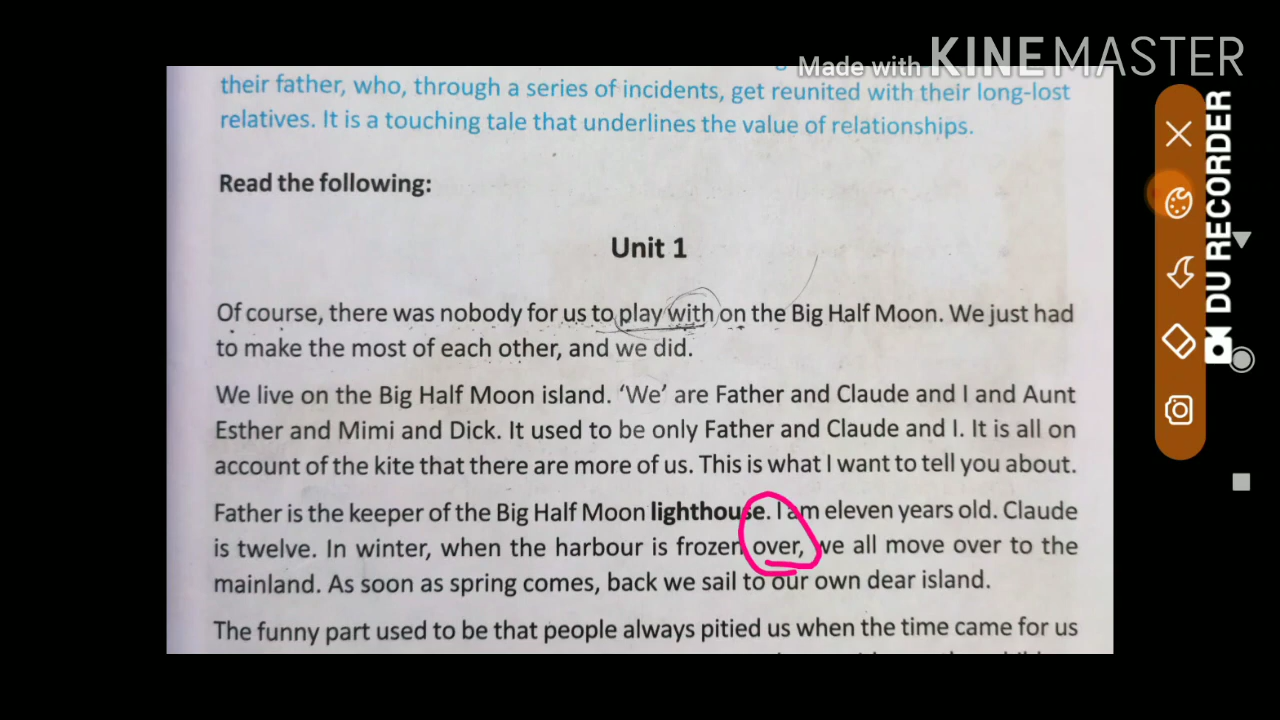 Made with KINEMASTER
their father, who, through a series of incidents, get reunited with their long-lost
relatives. It is a touching tale that underlines the value of relationships.
Read the following:
Unit 1
Of course, there was nobody for us to play with on the Big Half Moon. We just had
to make the most of each other, and we did.
We live on the Big Half Moon island. ‘We’ are Father and Claude and I and Aunt
Esther and Mimi and Dick. It used to be only Father and Claude and I. It is all on
account of the kite that there are more of us. This is what I want to tell you about.
Father is the keeper of the Big Half Moon lighthouse. I am eleven years old. Claude
is twelve. In winter, when the harbour is frozen over, we all move over to the
mainland. As soon as spring comes, back we sail to our own dear island.
The funny part used to be that people always pitied us when the time came for us
DU RECORDER